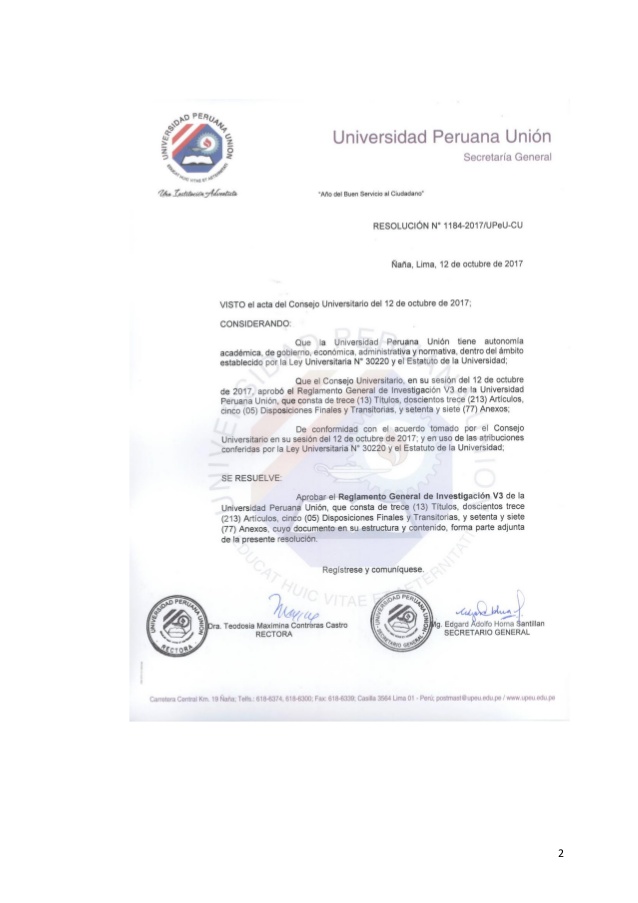 UNIVERSIDAD PERUANA UNION
Universidad Peruana Unión
Secretaría General
Una Institución Adventista
"Año del Buen Servicio al Ciudadano"
RESOLUCIÓN N° 1184-2017/UPeU-CU
Ñaña, Lima, 12 de octubre de 2017
VISTO el acta del Consejo Universitario del 12 de octubre de 2017;
CONSIDERANDO:
Que la Universidad Peruana Unión tiene autonomía
académica, de gobierno, económica, administrativa y normativa, dentro del ámbito
establecido por la Ley Universitaria N° 30220 y el Estatuto de la Universidad;
Que el Consejo Universitario, en su sesión del 12 de octubre
de 2017, aprobó el Reglamento General de Investigación V3 de la Universidad
Peruana Unión, que consta de trece (13) Títulos, doscientos trece (213) Artículos,
cinco (05) Disposiciones Finales y Transitorias, y setenta y siete (77) Anexos;
De conformidad con el acuerdo tomado por el Consejo
Universitario en su sesión del 12 de octubre de 2017; y en uso de las atribuciones
conferidas por la Ley Universitaria N° 30220 y el Estatuto de la Universidad;
SE RESUELVE:
Aprobar el Reglamento General de Investigación V3 de la
Universidad Peruana Unión, que consta de trece (13) Títulos, doscientos trece
(213) Artículos, cinco (05) Disposiciones Finales y Transitorias, y setenta y siete
(77) Anexos, cuyo documento en su estructura y contenido, forma parte adjunta
de la presente resolución.
Regístrese y comuníquese.
Dra. Teodosia Maximina Contreras Castro
RECTORA
Mg. Edgard Adolfo Horna Santillan
SECRETARIO GENERAL
RECTORA
SECRETARIO GENERAL
Carretera Central Km. 19 Ñaña; Telfs.: 618-6374, 618-6300; Fax: 618-6339; Casilla 3564 Lima 01 - Perú; postmast@upeu.edu.pe / www.upeu.edu.pe
2